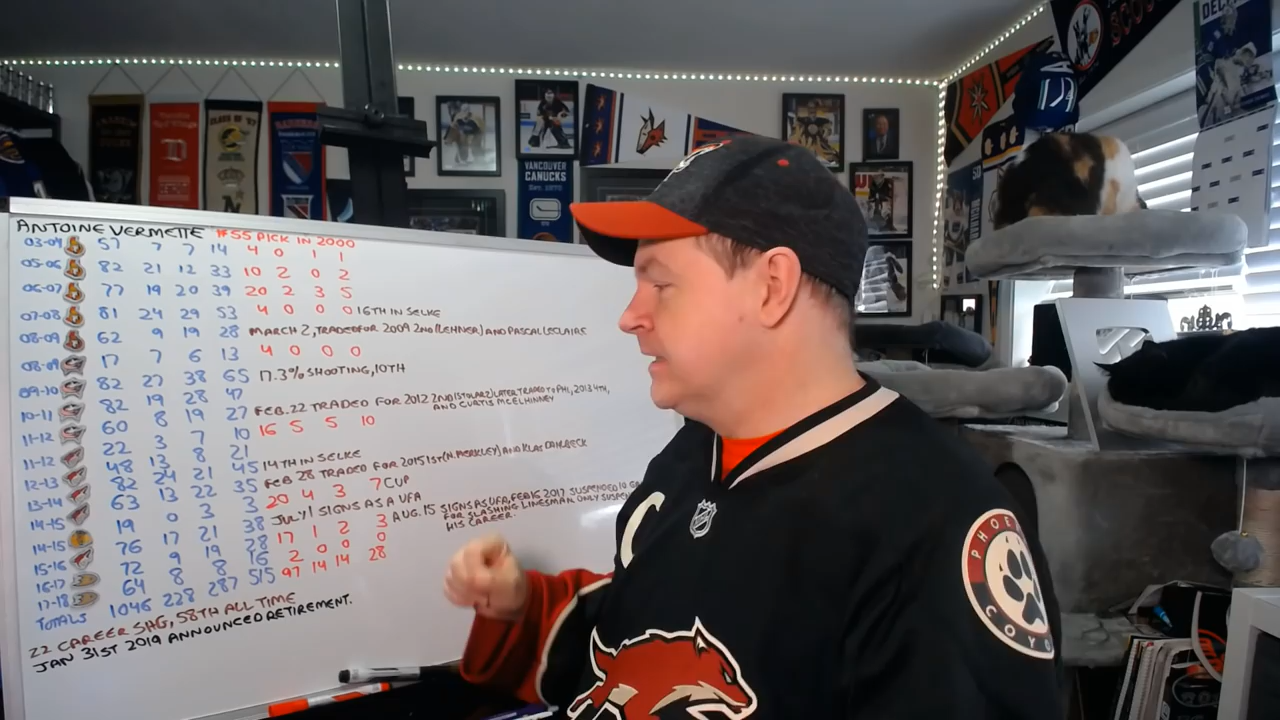 ANTOINE VERMETTE #55 PICK IN 2000
03-04 57 7 7 14 4 0 1 1
05-06 82 21 12 33 10 2 0 2
06-07 77 19 20 39 20 2 3 5
07-08 81 24 29 53 4 0 0 0 16TH IN SELKE
08-09 62 9 19 28 MARCH 2, TRADED FOR 2009 2ND (LEHNER) AND PASCAL LECLAIRE
08-09 17 7 6 13 4 0 0 0
09-10 82 27 38 65 17.3% SHOOTING, 10TH
10-11 82 19 28 47
11-12 60 8 19 27 FEB. 22 TRADED FOR 2012 2ND (STOLARZ) LATER TRADED TO PHI, 2013 4TH,
AND CURTIS MCELHINNEY
11-12 22 3 7 10 16 5 5 10
12-13 48 13 8 21
13-14 82 24 21 45 14TH IN SELKE
14-15 63 13 22 35 FEB 28 TRADED FOR 2015 1ST (N. MERKLEY) AND KLAS DAHLBECK
14-15 19 0 3 3 20 4 3 7 CUP
15-16 76 17 21 38 JULY 1 SIGNS AS A UFA
16-17 72 9 19 28 17 1 2 3 AUG. 15 SIGNS AS UFA, FEB 16 2017 SUSPENDED 10 GA
FOR SLASHING LINESMAN ONLY SUSPEN
HIS CAREER.
17-18 64 8 8 16 2 0 0 0
TOTALS 1046 228 287 515 97 14 14 28
22 CAREER SHG, 58TH ALL TIME
JAN 31ST 2019 ANNOUNCED RETIREMENT.
CLASS OF '67
RANGERS
VANCOUVER
CANUCKS
Est. 1970
50
DEC
NHL
C
PHOE
COYO